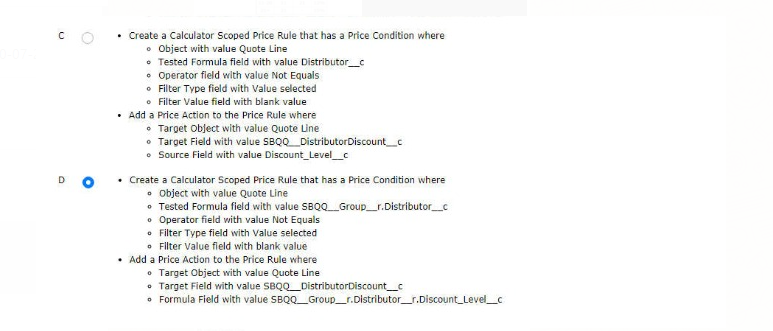 C
• Create a Calculator Scoped Price Rule that has a Price Condition where
◦ Object with value Quote Line
◦ Tested Formula field with value Distributor__c
◦ Operator field with value Not Equals
◦ Filter Type field with Value selected
◦ Filter Value field with blank value
• Add a Price Action to the Price Rule where
◦ Target Object with value Quote Line
◦ Target Field with value SBQQ__DistributorDiscount__c
◦ Source Field with value Discount_Level__c
D
• Create a Calculator Scoped Price Rule that has a Price Condition where
◦ Object with value Quote Line
◦ Tested Formula field with value SBQQ__Group__r.Distributor__c
◦ Operator field with value Not Equals
◦ Filter Type field with Value selected
◦ Filter Value field with blank value
• Add a Price Action to the Price Rule where
◦ Target Object with value Quote Line
◦ Target Field with value SBQQ__DistributorDiscount__c
◦ Formula Field with value SBQQ__Group__r.Distributor__r.Discount_Level__c